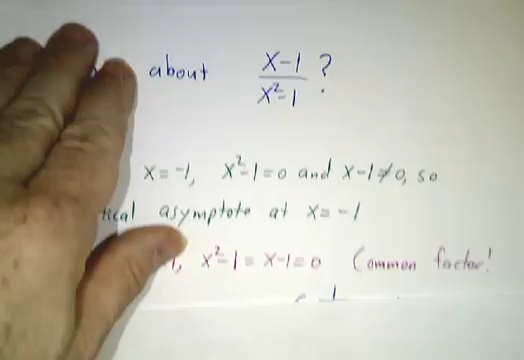 about (x-1)/(x²-1) ?
x=-1, x²-1=0 and x-1≠0, so
tical asymptote at x=-1
1, x²-1=x-1=0 Common factor!